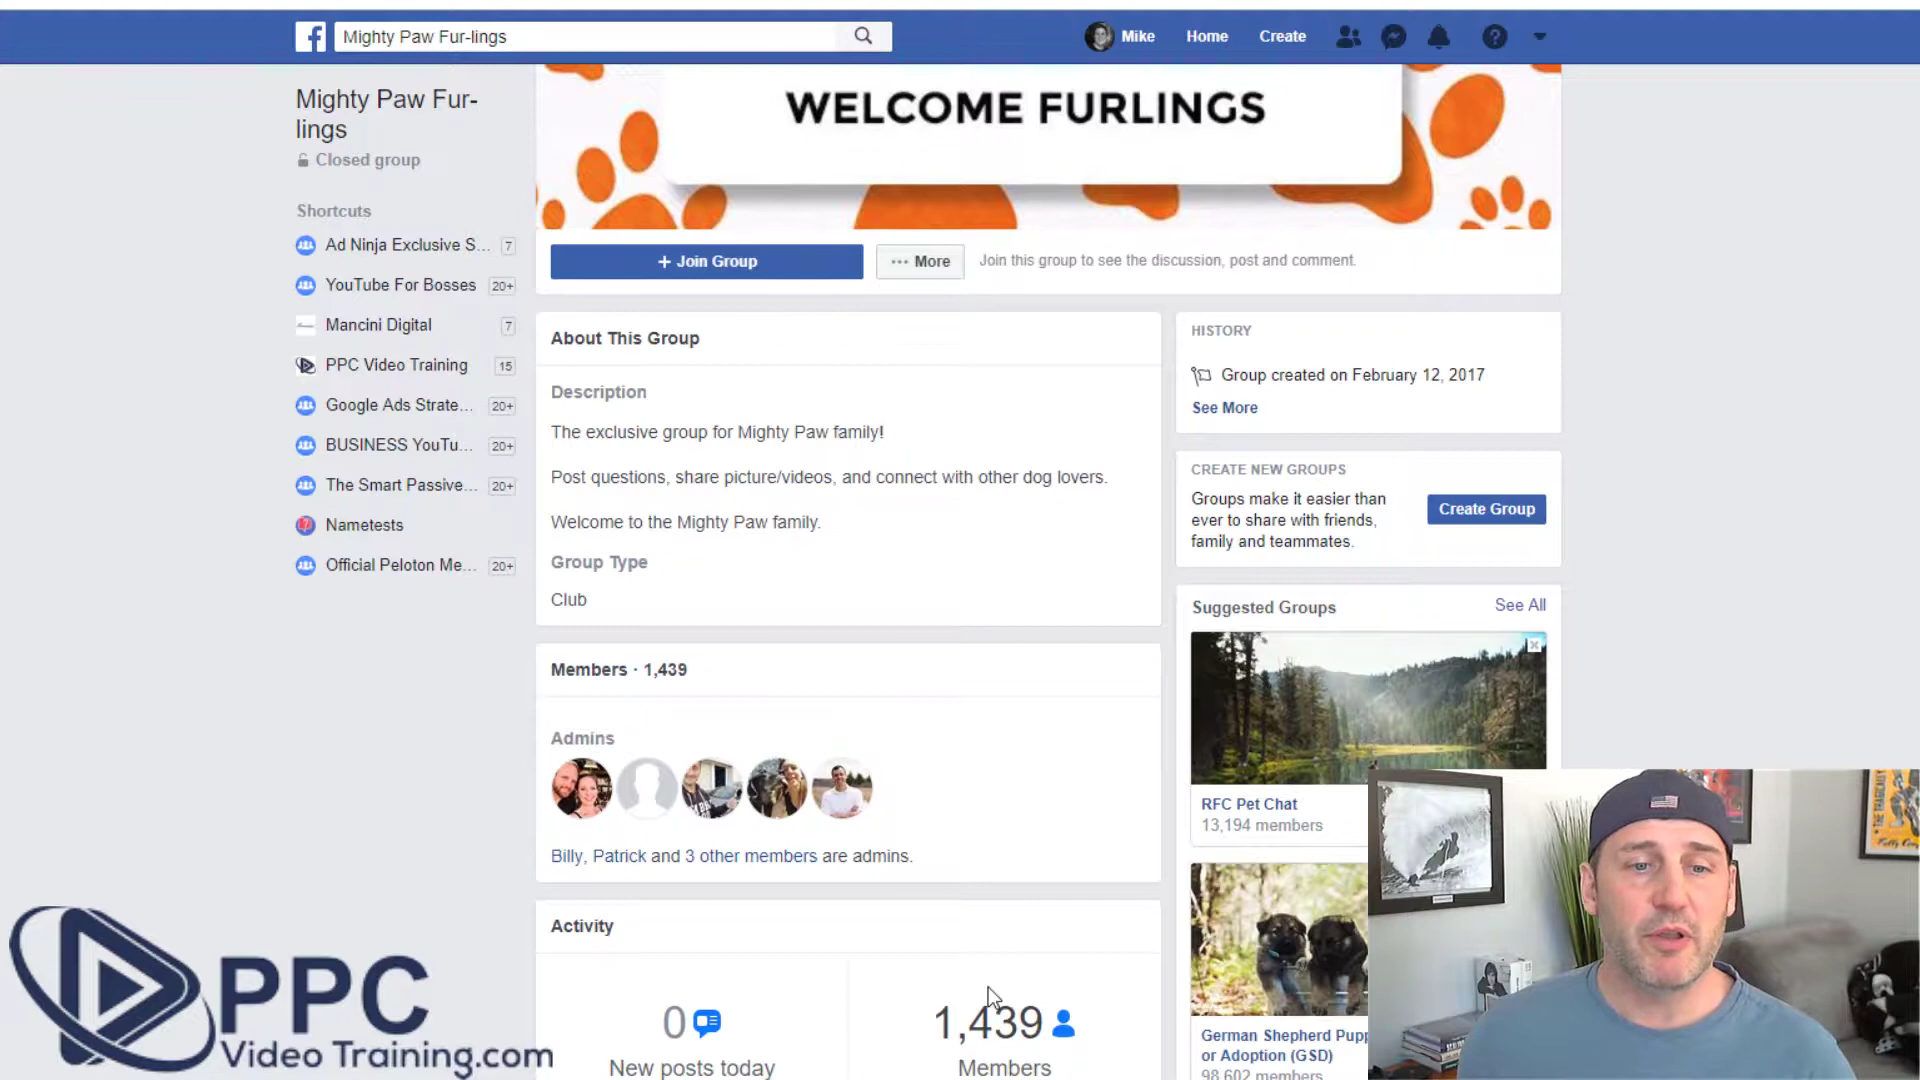 Mighty Paw Fur-lings
Mike
Home
Create
Mighty Paw Fur-
lings
Closed group
Shortcuts
Ad Ninja Exclusive S... 7
YouTube For Bosses 20+
Mancini Digital 7
PPC Video Training 15
Google Ads Strate... 20+
BUSINESS YouTu... 20+
The Smart Passive... 20+
Nametests
Official Peloton Me... 20+
WELCOME FURLINGS
+ Join Group
... More
Join this group to see the discussion, post and comment.
About This Group
Description
The exclusive group for Mighty Paw family!
Post questions, share picture/videos, and connect with other dog lovers.
Welcome to the Mighty Paw family.
Group Type
Club
Members · 1,439
Admins
Billy, Patrick and 3 other members are admins.
Activity
0
New posts today
1,439
Members
HISTORY
Group created on February 12, 2017
See More
CREATE NEW GROUPS
Groups make it easier than
ever to share with friends,
family and teammates.
Create Group
Suggested Groups
See All
RFC Pet Chat
13,194 members
German Shepherd Pupp
or Adoption (GSD)
98,602 members
PPC
Video Training.com